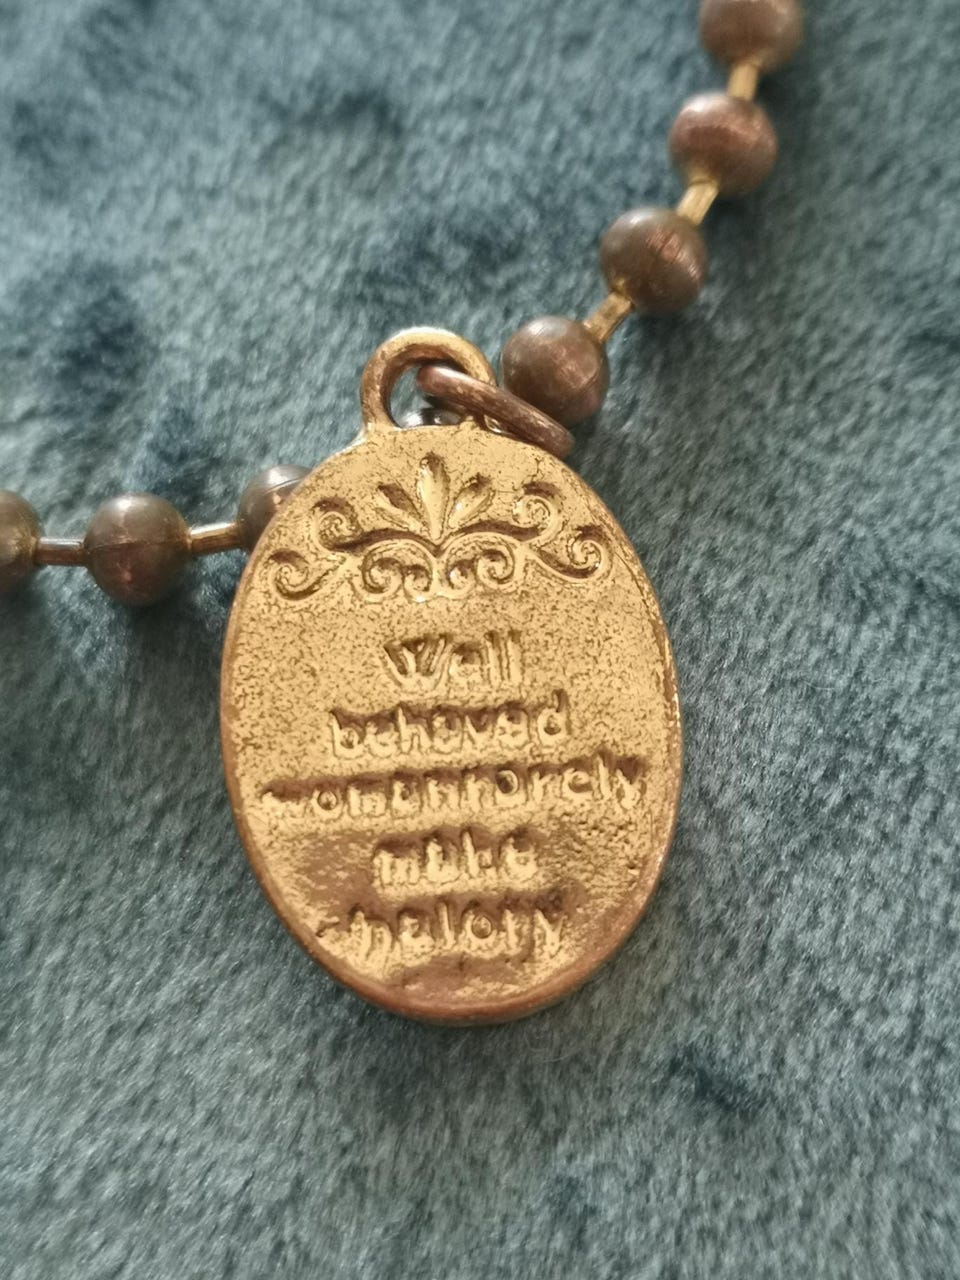 Well
behaved
women rarely
make
history